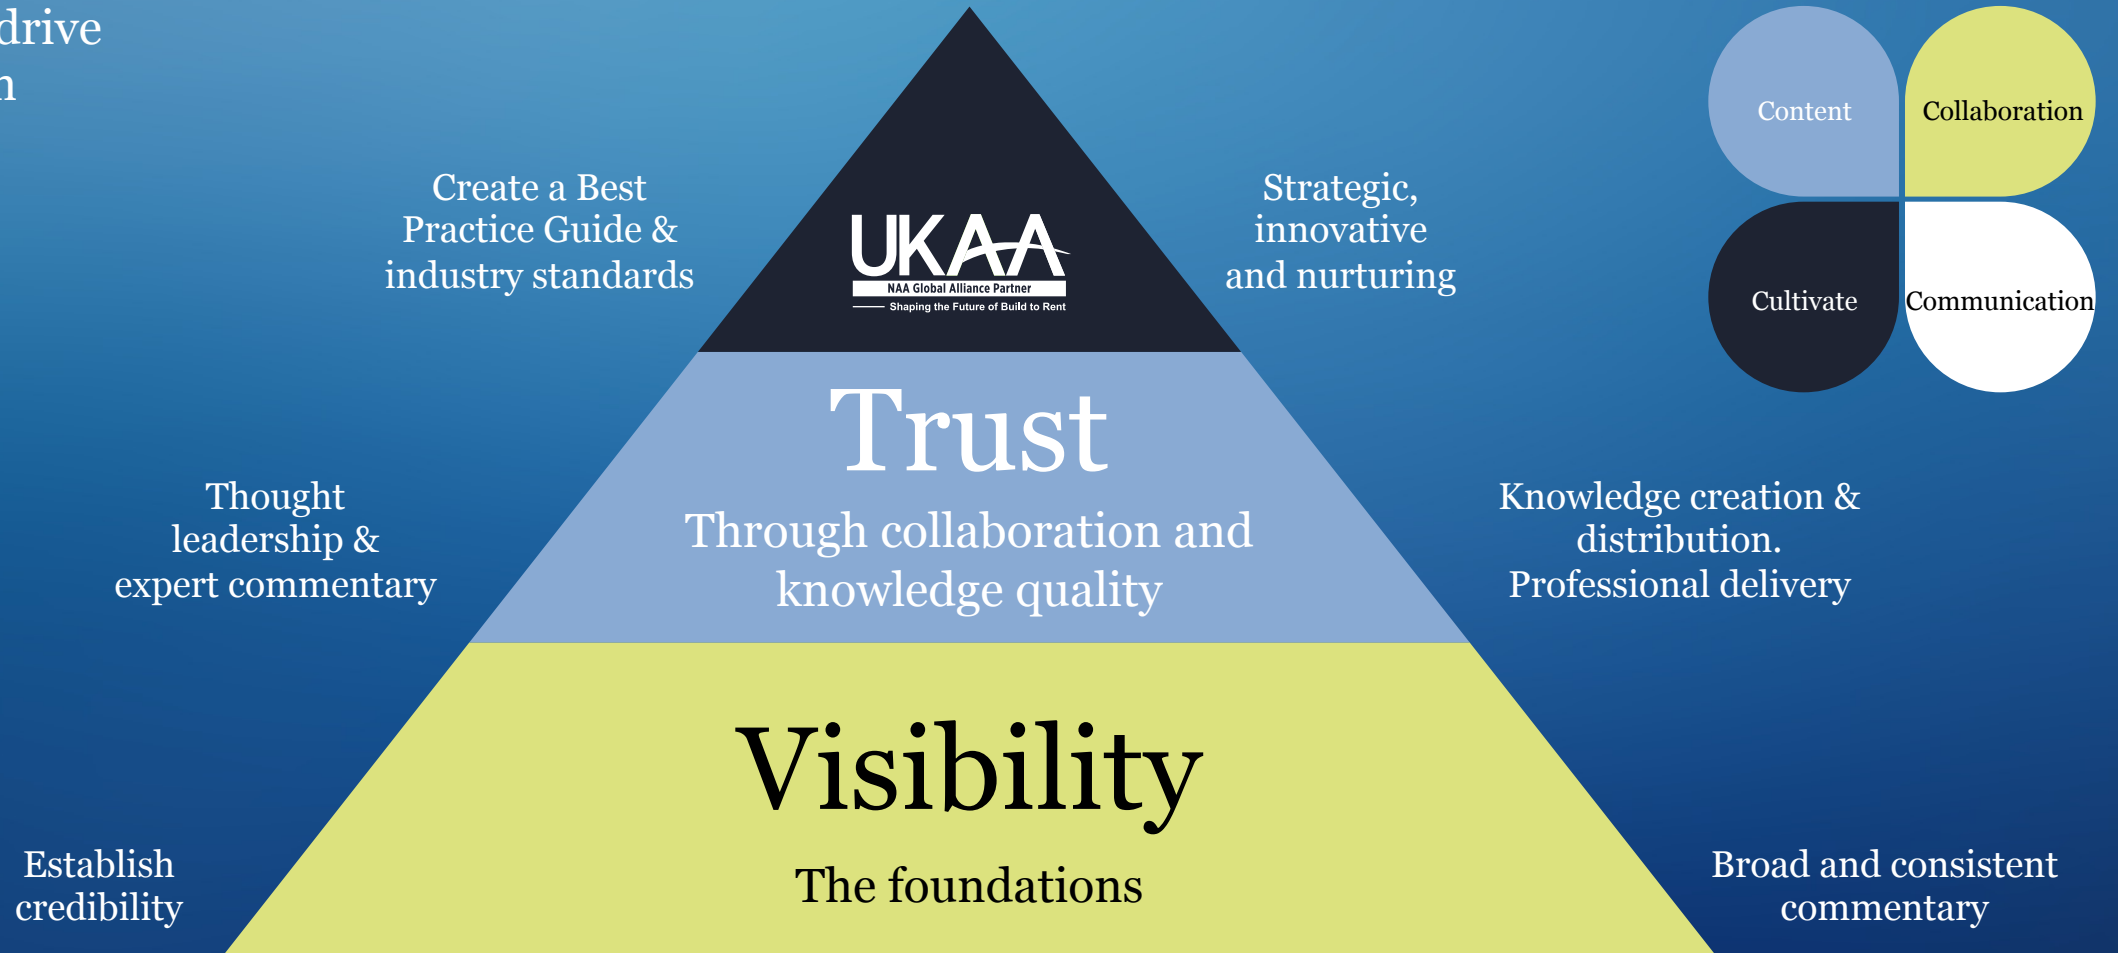 drive
Content
Collaboration
Create a Best
Practice Guide &
industry standards
Strategic,
innovative
and nurturing
UKAA
NAA Global Alliance Partner
Shaping the Future of Build to Rent
Cultivate
Communication
Trust
Through collaboration and
knowledge quality
Thought
leadership &
expert commentary
Knowledge creation &
distribution.
Professional delivery
Visibility
The foundations
Establish
credibility
Broad and consistent
commentary